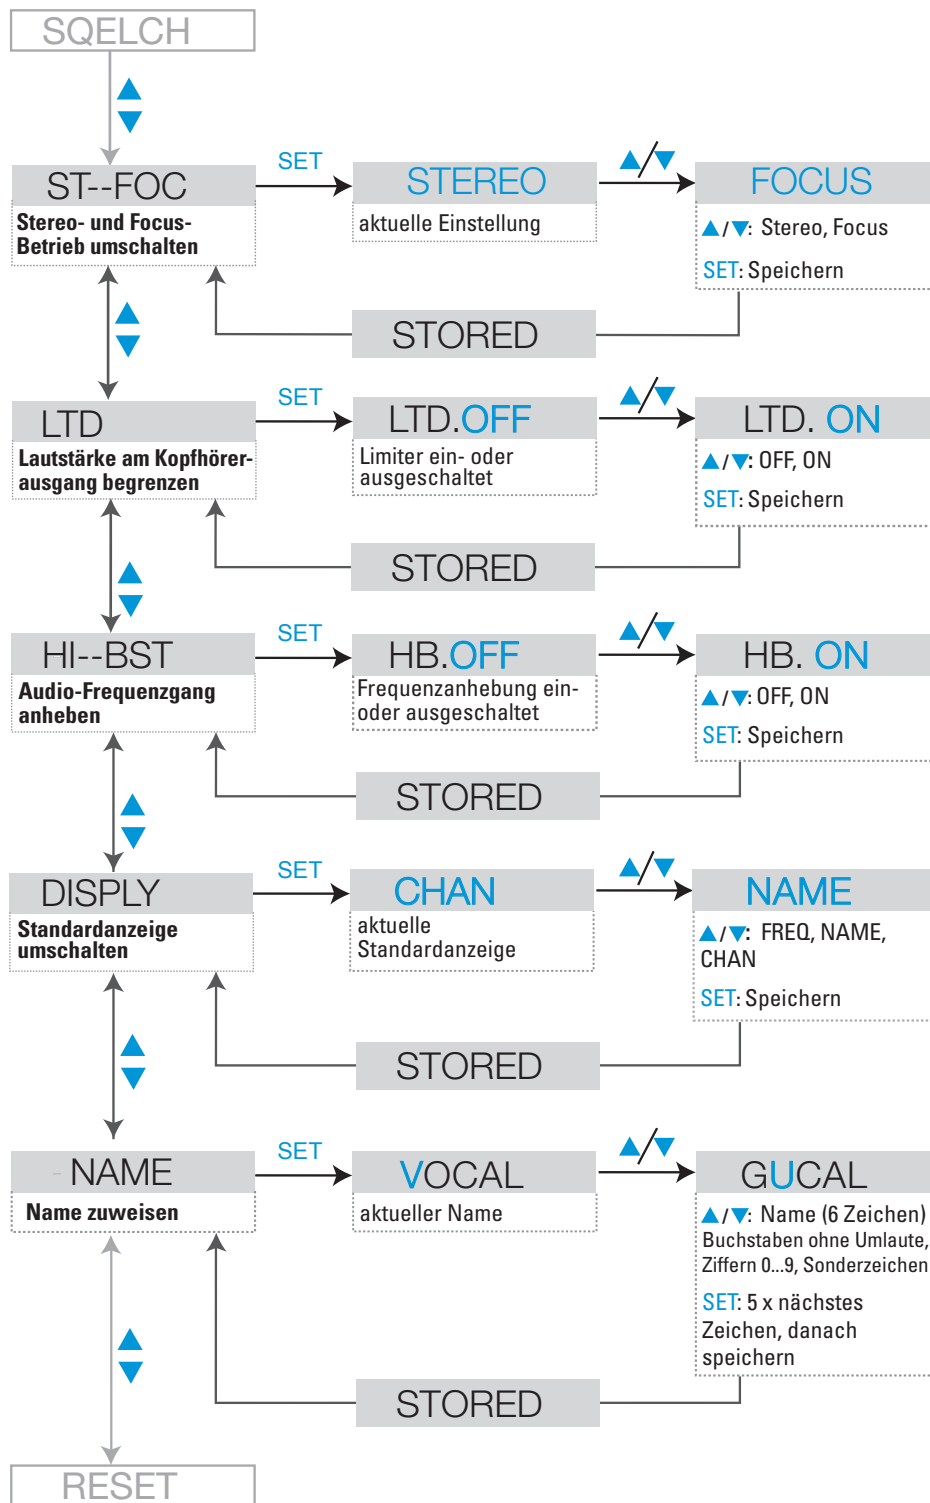 SQELCH
ST--FOC
Stereo- und Focus-
Betrieb umschalten
SET
STEREO
aktuelle Einstellung
▲/▼
FOCUS
▲/▼: Stereo, Focus
SET: Speichern
STORED
LTD
Lautstärke am Kopfhörer-
ausgang begrenzen
SET
LTD.OFF
Limiter ein- oder
ausgeschaltet
▲/▼
LTD. ON
▲/▼: OFF, ON
SET: Speichern
STORED
HI--BST
Audio-Frequenzgang
anheben
SET
HB.OFF
Frequenzanhebung ein-
oder ausgeschaltet
▲/▼
HB. ON
▲/▼: OFF, ON
SET: Speichern
STORED
DISPLY
Standardanzeige
umschalten
SET
CHAN
aktuelle
Standardanzeige
▲/▼
NAME
▲/▼: FREQ, NAME,
CHAN
SET: Speichern
STORED
- NAME
Name zuweisen
SET
VOCAL
aktueller Name
▲/▼
GUCAL
▲/▼: Name (6 Zeichen)
Buchstaben ohne Umlaute,
Ziffern 0...9, Sonderzeichen
SET: 5 x nächstes
Zeichen, danach
speichern
STORED
RESET